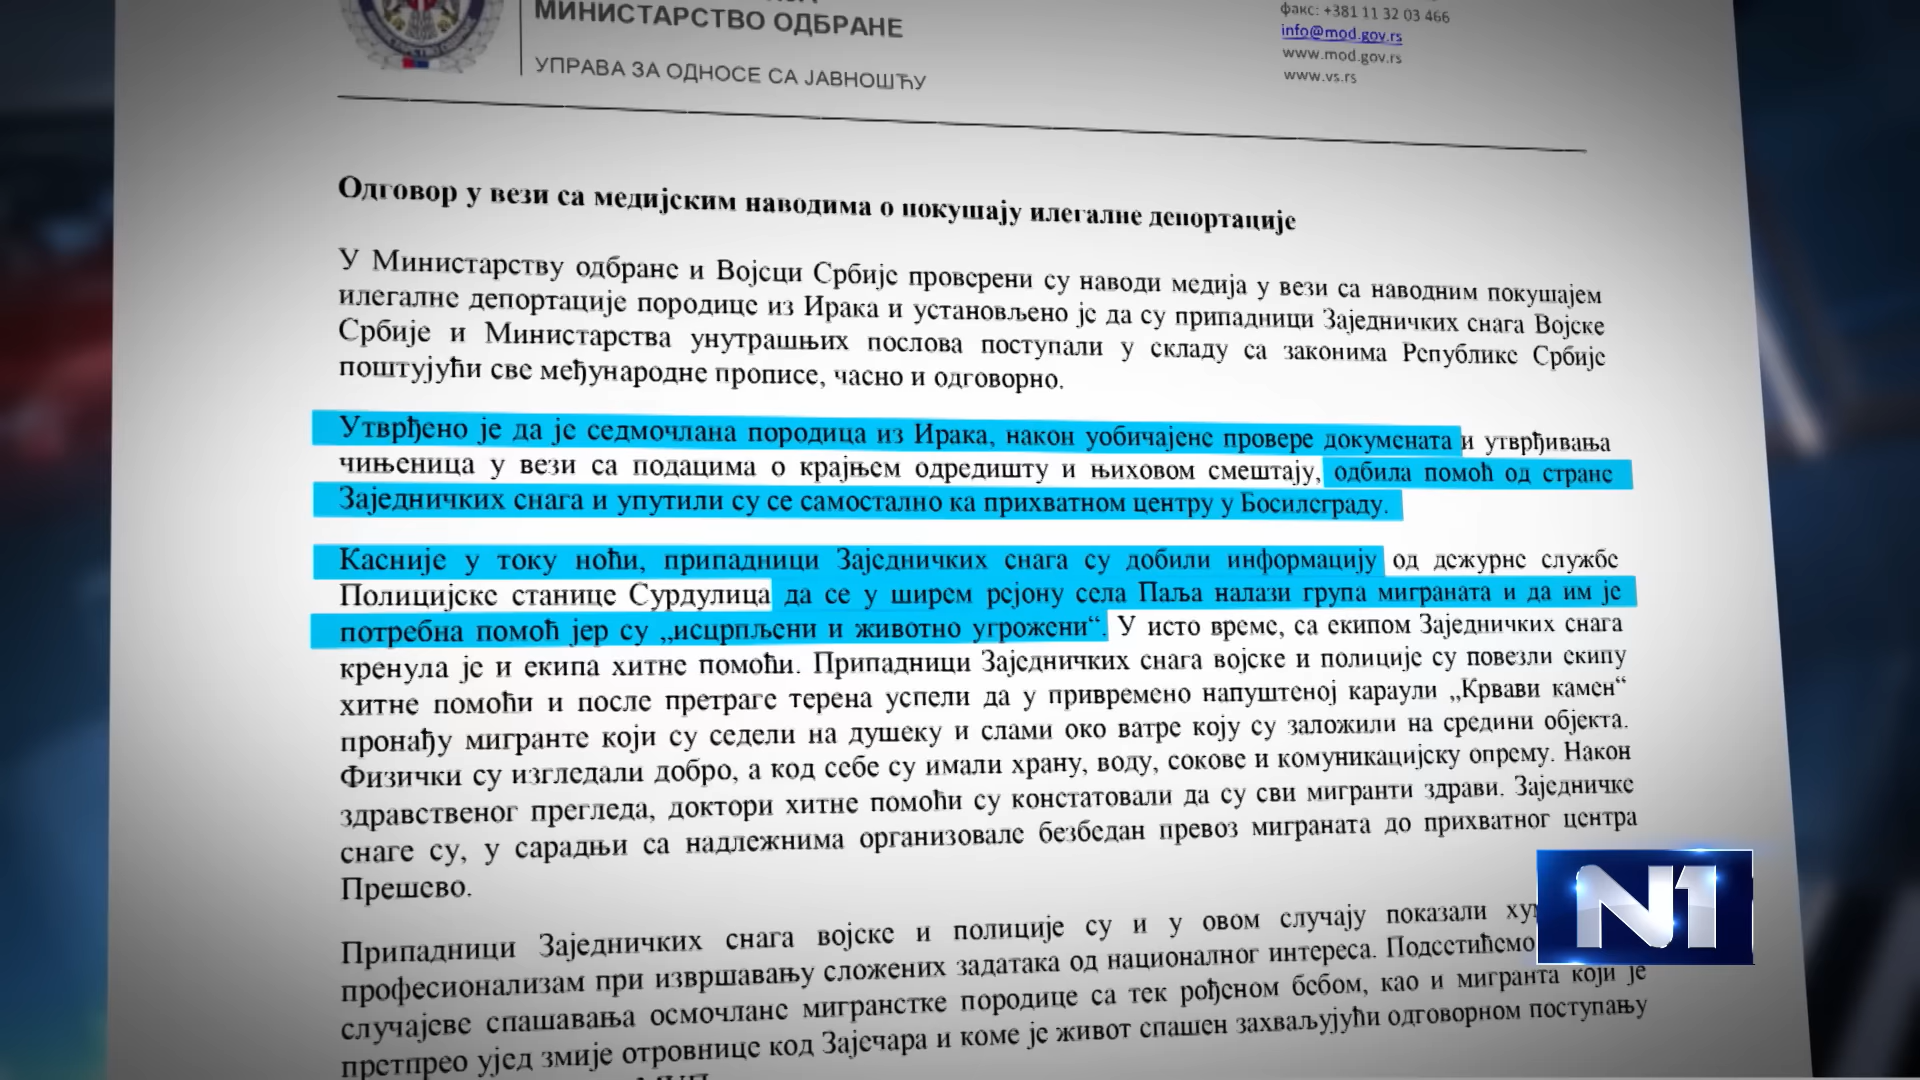 МИНИСТАРСТВО ОДБРАНЕ
УПРАВА ЗА ОДНОСЕ СА ЈАВНОШЋУ
факс: +381 11 32 03 466
info@mod.gov.rs
www.mod.gov.rs
www.vs.rs
Одговор у вези са медијским наводима о покушају илегалне депортације
У Министарству одбране и Војсци Србије проверени су наводи медија у вези са наводним покушајем
илегалне депортације породице из Ирака и установљено је да су припадници Заједничких снага Војске
Србије и Министарства унутрашњих послова поступали у складу са законима Републике Србије
поштујући све међународне прописе, часно и одговорно.
Утврђено је да је седмочлана породица из Ирака, након уобичајене провере докумената и утврђивања
чињеница у вези са подацима о крајњем одредишту и њиховом смештају, одбила помоћ од стране
Заједничких снага и упутили су се самостално ка прихватном центру у Босилеграду.
Касније у току ноћи, припадници Заједничких снага су добили информацију од дежурне службе
Полицијске станице Сурдулица да се у ширем рејону села Паља налази група миграната и да им је
потребна помоћ јер су „исцрпљени и животно угрожени“. У исто време, са екипом Заједничких снага
кренула је и екипа хитне помоћи. Припадници Заједничких снага војске и полиције су повезли екипу
хитне помоћи и после претраге терена успели да у привремено напуштеној караули „Крвави камен“
пронађу мигранте који су седели на душеку и слами око ватре коју су заложили на средини објекта.
Физички су изгледали добро, а код себе су имали храну, воду, сокове и комуникацијску опрему. Након
здравственог прегледа, доктори хитне помоћи су констатовали да су сви мигранти здрави. Заједничке
снаге су, у сарадњи са надлежнима организовале безбедан превоз миграната до прихватног центра
Прешево.
Припадници Заједничких снага војске и полиције су и у овом случају показали
професионализам при извршавању сложених задатака од националног интереса. Подсетићемо
случајеве спашавања осмочлане мигранстке породице са тек рођеном бебом, као и мигранта који је
претпрео уједе змије отровнице код Зајечара и коме је живот спашен захваљујући одговорном поступању
N1